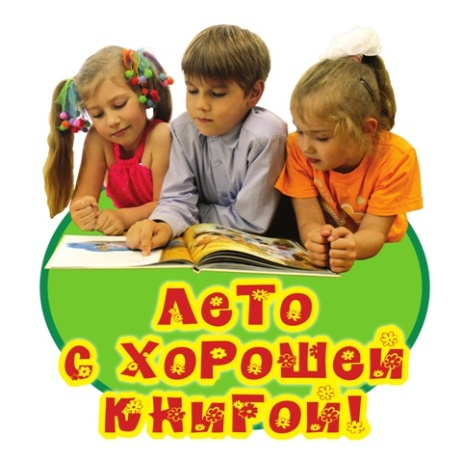 Лето
с хорошей
книгой!